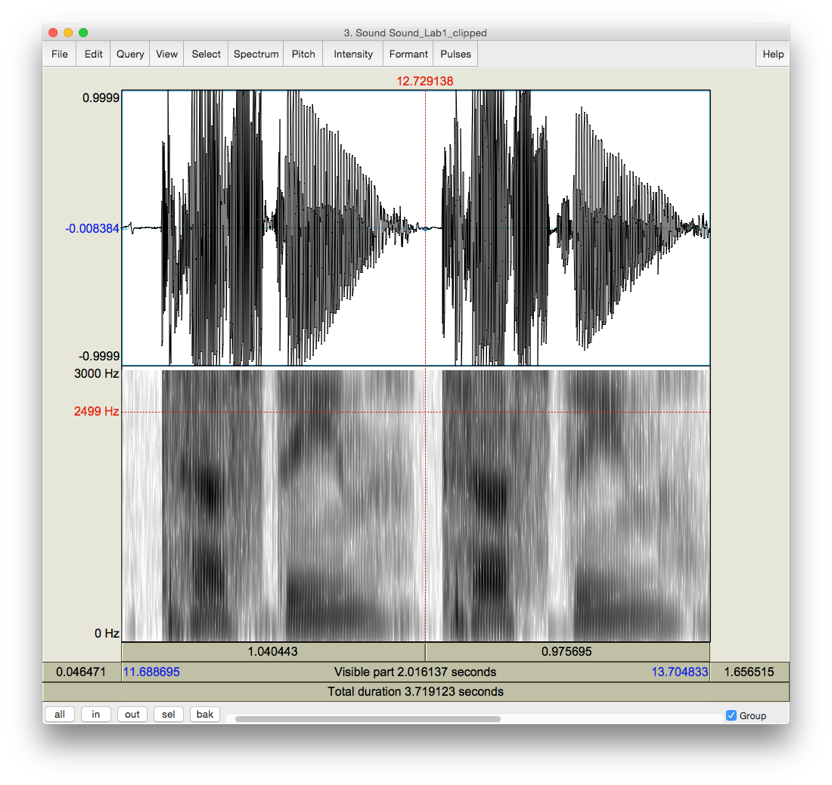 3. Sound Sound_Lab1_clipped
File Edit Query View Select Spectrum Pitch Intensity Formant Pulses Help
12.729138
0.9999
-0.008384
-0.9999
3000 Hz
2499 Hz
0 Hz
1.040443 0.975695
0.046471 11.688695 Visible part 2.016137 seconds 13.704833 1.656515
Total duration 3.719123 seconds
all in out sel bak Group